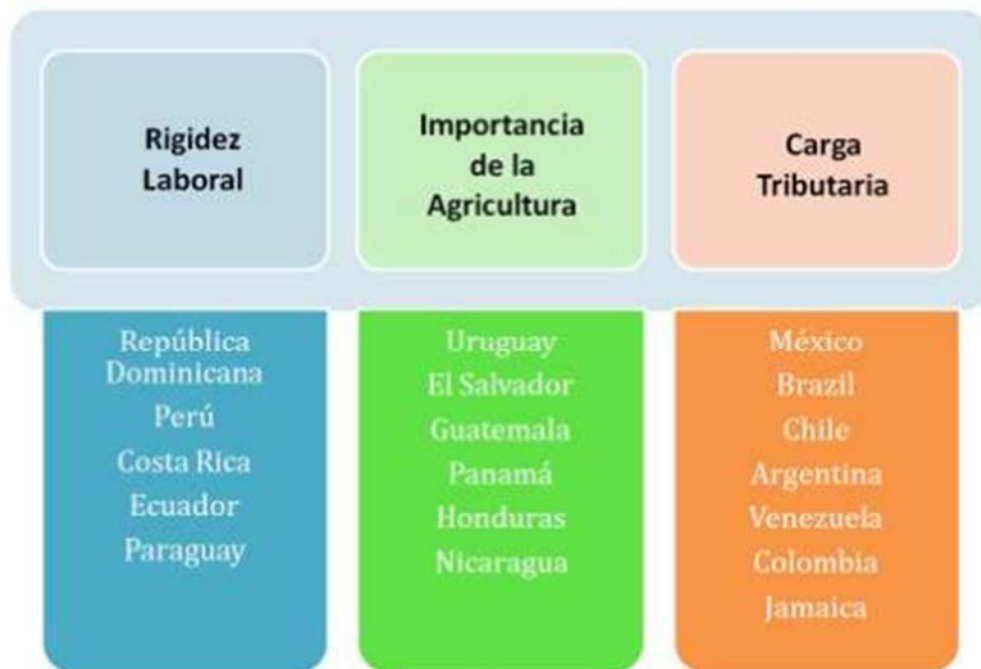 Rigidez
Laboral
Importancia
de la
Agricultura
Carga
Tributaria
República
Dominicana
Perú
Costa Rica
Ecuador
Paraguay
Uruguay
El Salvador
Guatemala
Panamá
Honduras
Nicaragua
México
Brazil
Chile
Argentina
Venezuela
Colombia
Jamaica